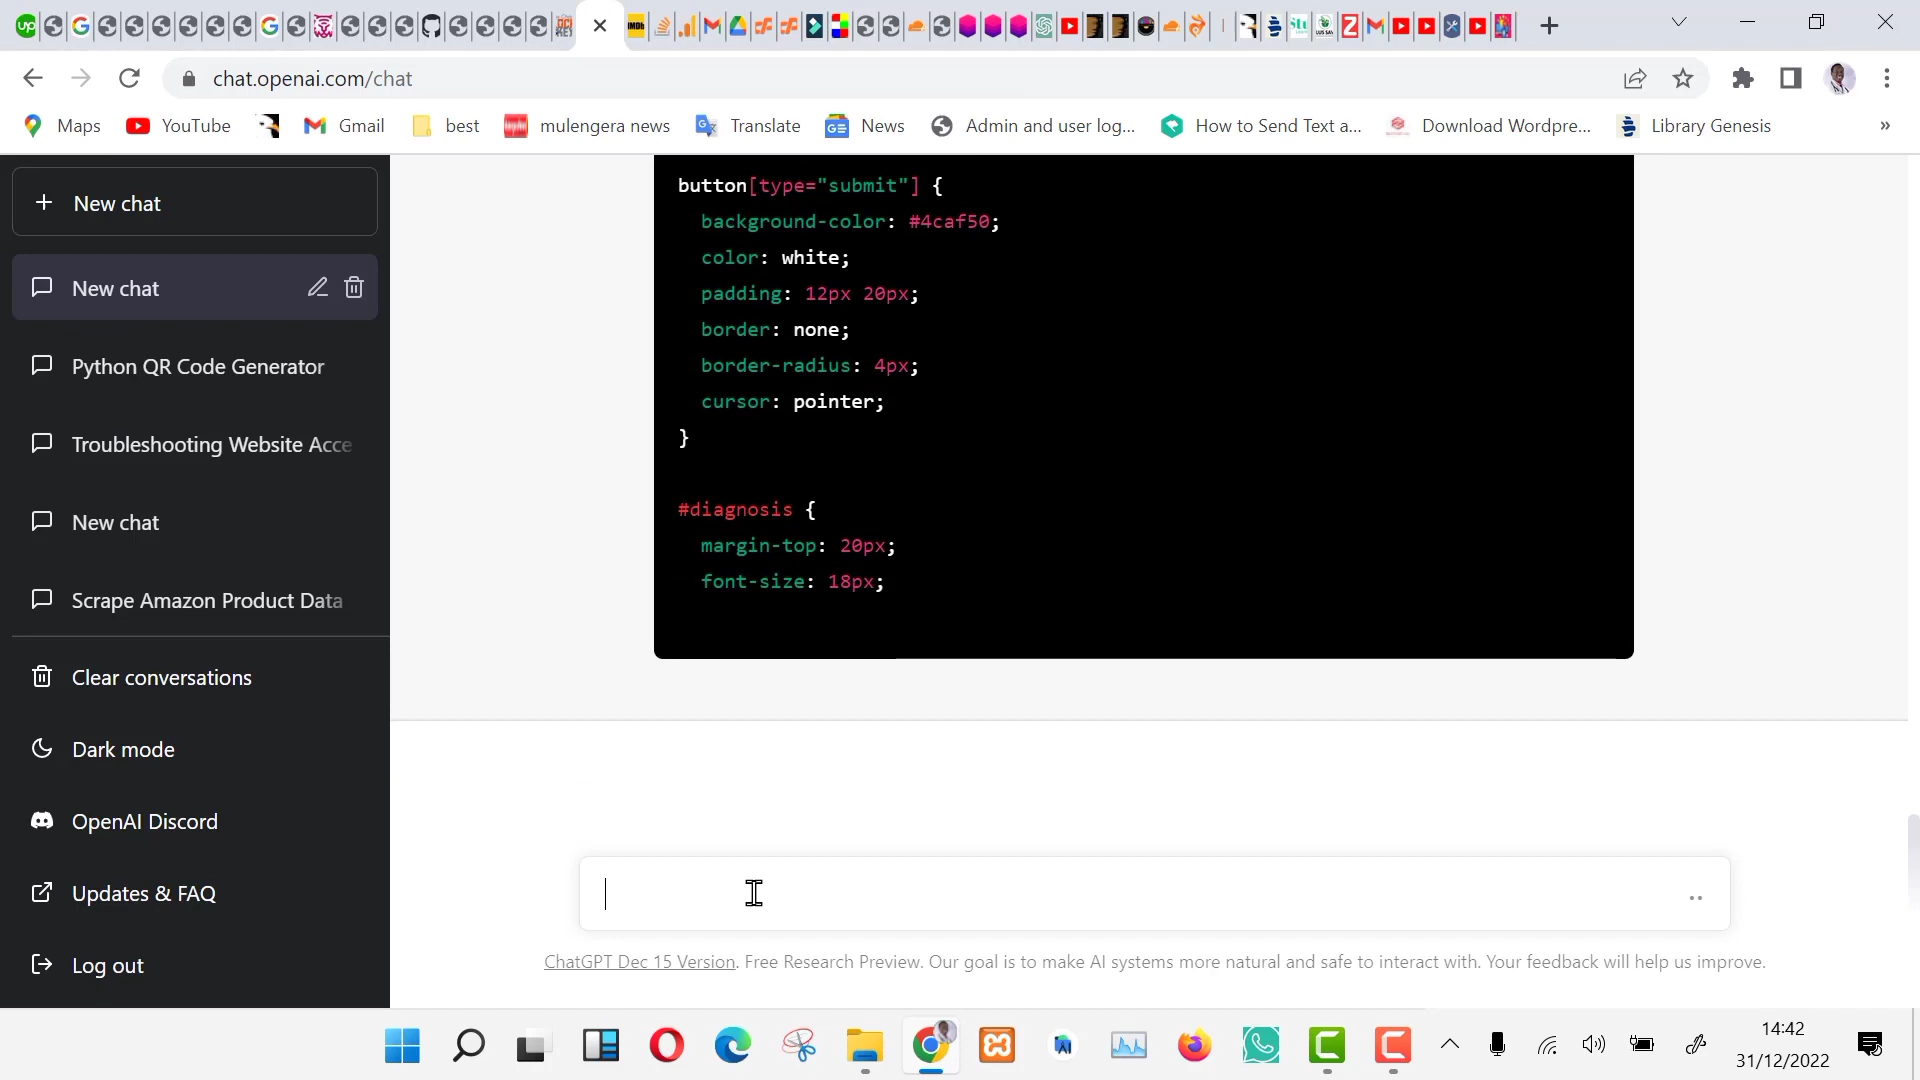 chat.openai.com/chat
Maps
YouTube
Gmail
best
mulengera news
Translate
News
Admin and user log...
How to Send Text a...
Download Wordpre...
Library Genesis
»
New chat
New chat
Python QR Code Generator
Troubleshooting Website Acce
New chat
Scrape Amazon Product Data
Clear conversations
Dark mode
OpenAI Discord
Updates & FAQ
Log out
button[type="submit"] {
background-color: #4caf50;
color: white;
padding: 12px 20px;
border: none;
border-radius: 4px;
cursor: pointer;
}
#diagnosis {
margin-top: 20px;
font-size: 18px;
ChatGPT Dec 15 Version. Free Research Preview. Our goal is to make AI systems more natural and safe to interact with. Your feedback will help us improve.
14:42
31/12/2022